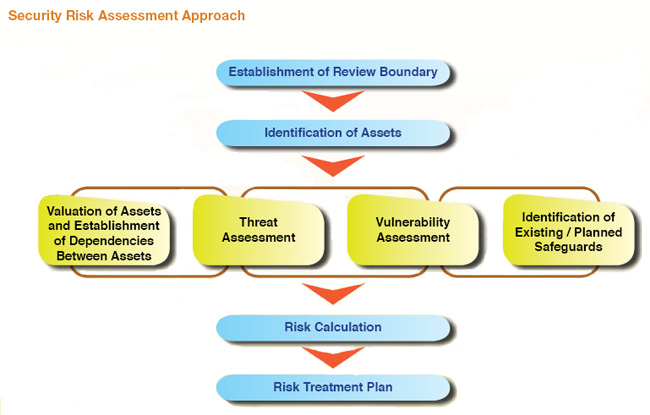 Security Risk Assessment Approach
Establishment of Review Boundary
Identification of Assets
Valuation of Assets
and Establishment
of Dependencies
Between Assets
Threat
Assessment
Vulnerability
Assessment
Identification of
Existing / Planned
Safeguards
Risk Calculation
Risk Treatment Plan